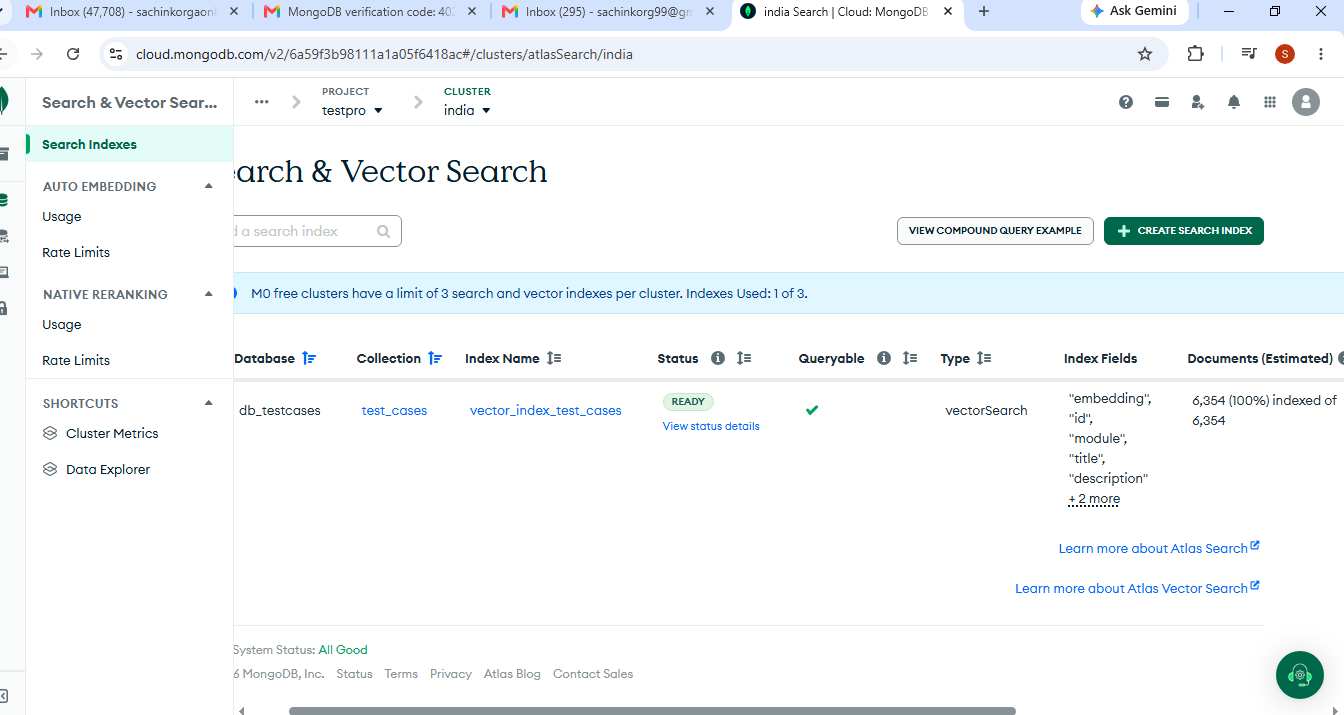 Inbox (47,708) - sachinkorgaonk
MongoDB verification code: 402
Inbox (295) - sachinkorg99@gm
india Search | Cloud: MongoDB
Ask Gemini
cloud.mongodb.com/v2/6a59f3b98111a1a05f6418ac#/clusters/atlasSearch/india
S
Search & Vector Sear...
PROJECT
testpro
CLUSTER
india
Search Indexes
AUTO EMBEDDING
Usage
Rate Limits
NATIVE RERANKING
Usage
Rate Limits
SHORTCUTS
Cluster Metrics
Data Explorer
earch & Vector Search
d a search index
VIEW COMPOUND QUERY EXAMPLE
CREATE SEARCH INDEX
M0 free clusters have a limit of 3 search and vector indexes per cluster. Indexes Used: 1 of 3.
Database Collection Index Name Status Queryable Type Index Fields Documents (Estimated)
db_testcases test_cases vector_index_test_cases READY vectorSearch
View status details
"embedding",
"id",
"module",
"title",
"description"
+ 2 more
6,354 (100%) indexed of
6,354
Learn more about Atlas Search
Learn more about Atlas Vector Search
System Status: All Good
6 MongoDB, Inc. Status Terms Privacy Atlas Blog Contact Sales